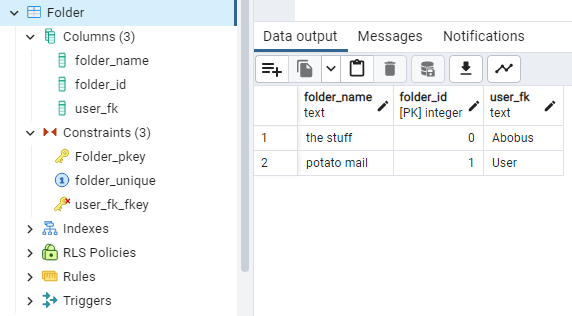 Folder
Columns (3)
folder_name
folder_id
user_fk
Constraints (3)
Folder_pkey
1 folder_unique
user_fk_fkey
Indexes
RLS Policies
Rules
Triggers
Data output Messages Notifications
folder_name folder_id user_fk
text [PK] integer text
1 the stuff 0 Abobus
2 potato mail 1 User